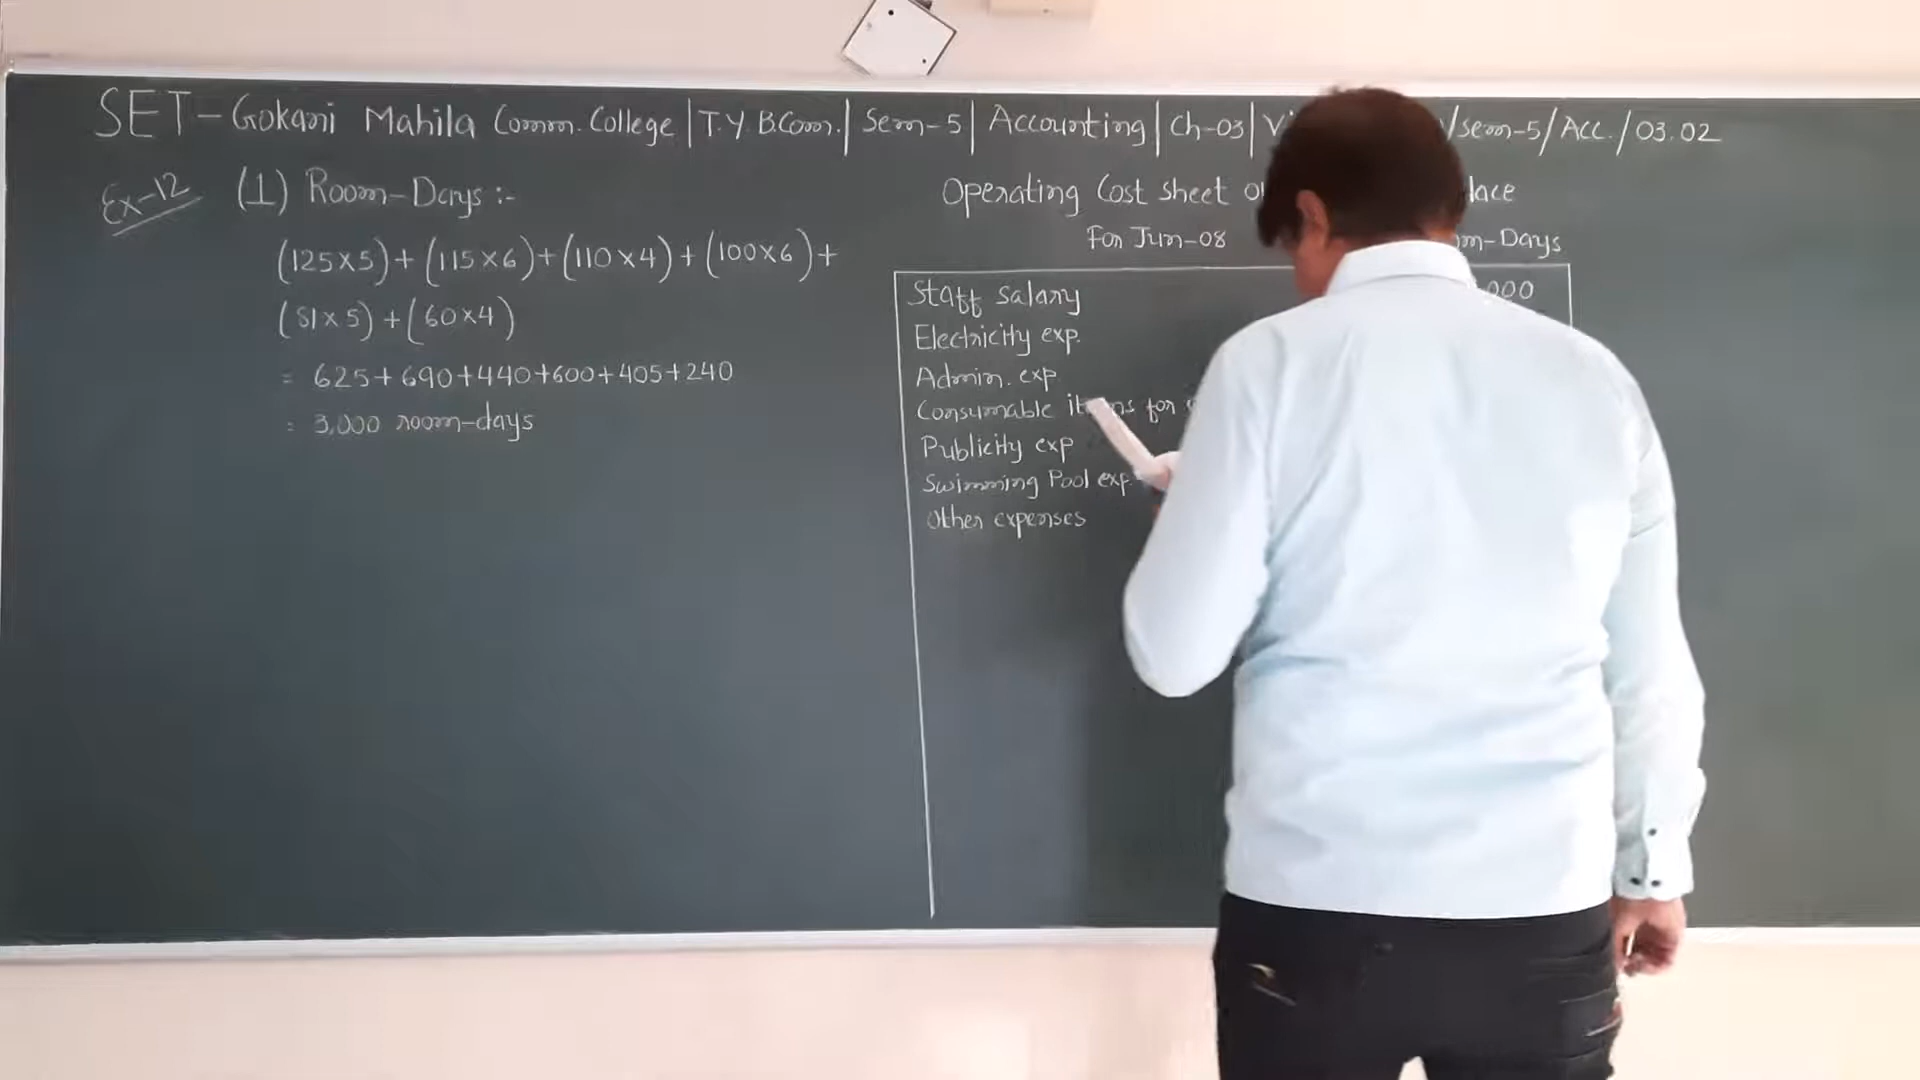 SET - Gokani Mahila Comm. College | T.Y. B.Com. | Sem-5 | Accounting | Ch-03 | /Sem-5/Acc./03.02
Ex-12 (1) Room-Days :-
(125×5)+(115×6)+(110×4)+(100×6)+
(81×5)+(60×4)
= 625+690+440+600+405+240
= 3,000 room-days
Operating Cost sheet
For Jun-08 Days
Staff salary 000
Electricity exp.
Admin. exp
Consumable items for
Publicity exp
Swimming Pool exp.
Other expenses